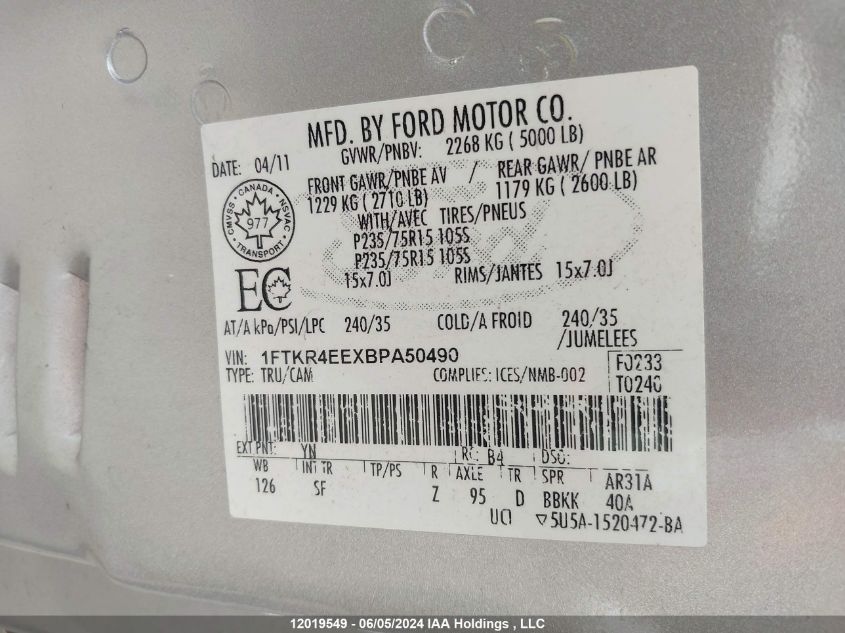 MFD. BY FORD MOTOR CO.
DATE: 04/11
GVWR/PNBV: 2268 KG ( 5000 LB)
FRONT GAWR/PNBE AV / REAR GAWR/ PNBE AR
1229 KG ( 2710 LB) 1179 KG ( 2600 LB)
WITH/AVEC TIRES/PNEUS
P235/75R15 105S
P235/75R15 105S
15x7.0J RIMS/JANTES 15x7.0J
CANADA
CMVSS NSVAC
977
TRANSPORT
EC
AT/A kPa/PSI/LPC 240/35 COLD/A FROID 240/35
/JUMELEES
VIN: 1FTKR4EEXBPA50490
TYPE: TRU/CAM COMPLIES: ICES/NMB-002
F0233
T0240
EXT PNT: YN RC: B4 DSO:
WB INT TR TP/PS R AXLE TR SPR AR31A
126 SF Z 95 D BBKK 40A
UCI ▽5U5A-1520472-BA
12019549 - 06/05/2024 IAA Holdings , LLC